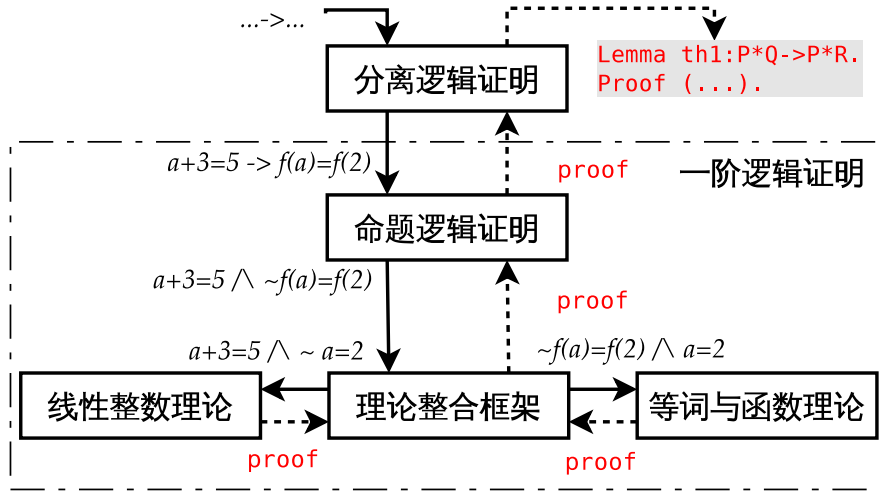 ...->...
Lemma th1:P*Q->P*R.
Proof (...).
分离逻辑证明
a+3=5 -> f(a)=f(2)
proof
一阶逻辑证明
命题逻辑证明
a+3=5 /\ ~f(a)=f(2)
proof
a+3=5 /\ ~ a=2
~f(a)=f(2) /\ a=2
线性整数理论
理论整合框架
等词与函数理论
proof
proof